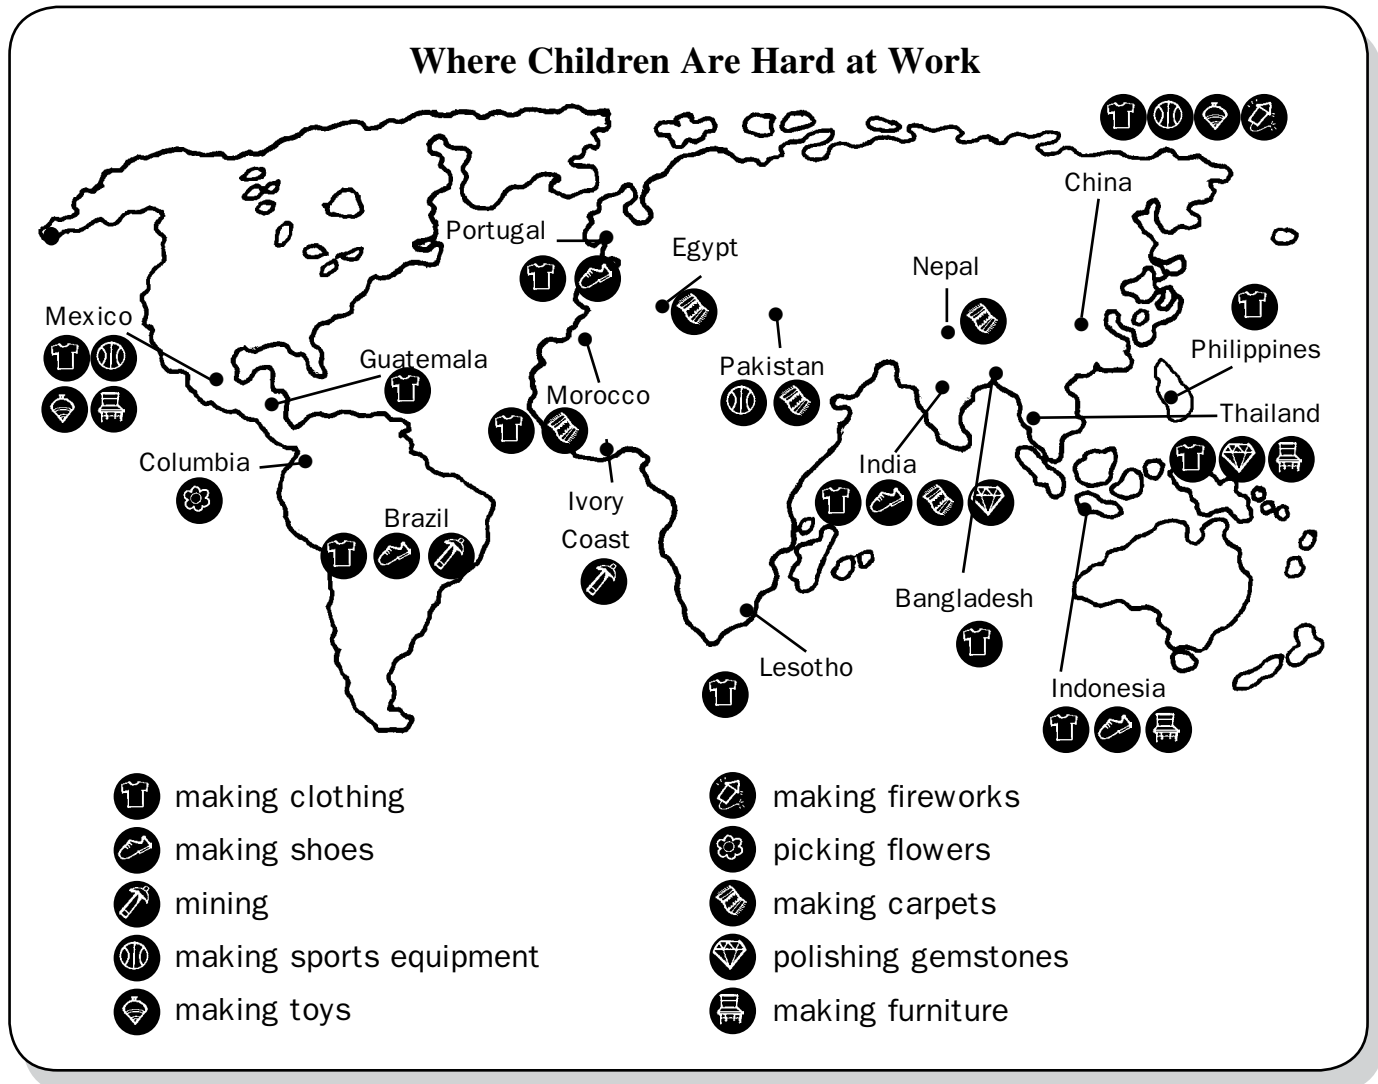 Where Children Are Hard at Work
China
Portugal
Egypt
Nepal
Mexico
Guatemala
Philippines
Pakistan
Morocco
Thailand
Columbia
India
Ivory
Coast
Brazil
Bangladesh
Lesotho
Indonesia
making clothing
making shoes
mining
making sports equipment
making toys
making fireworks
picking flowers
making carpets
polishing gemstones
making furniture